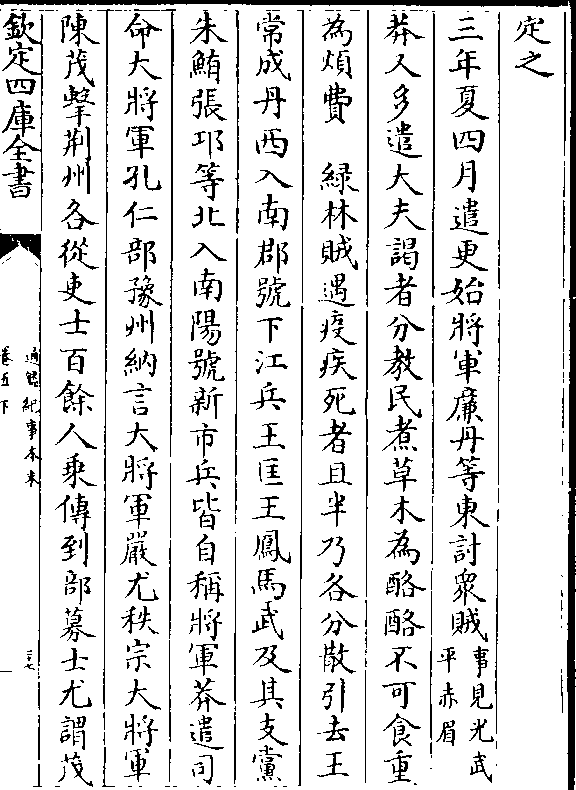 定之
三年夏四月遣更始將軍廉丹等東討衆賊事見光武平赤眉
莽又多遣大夫謁者分教民煮草木為酪酪不可食重
為煩費　綠林賊遇疫疾死者且半乃各分散引去王
常成丹西入南郡號下江兵王匡王鳳馬武及其支黨
朱鮪張邛等北入南陽號新市兵皆自稱將軍莽遣司
命大將軍孔仁部豫州納言大將軍嚴尤秩宗大將軍
陳茂擊荆州各從吏士百餘人乘傳到部募士尤謂茂
欽定四庫全書
通鑑紀事本末
卷五下
三七